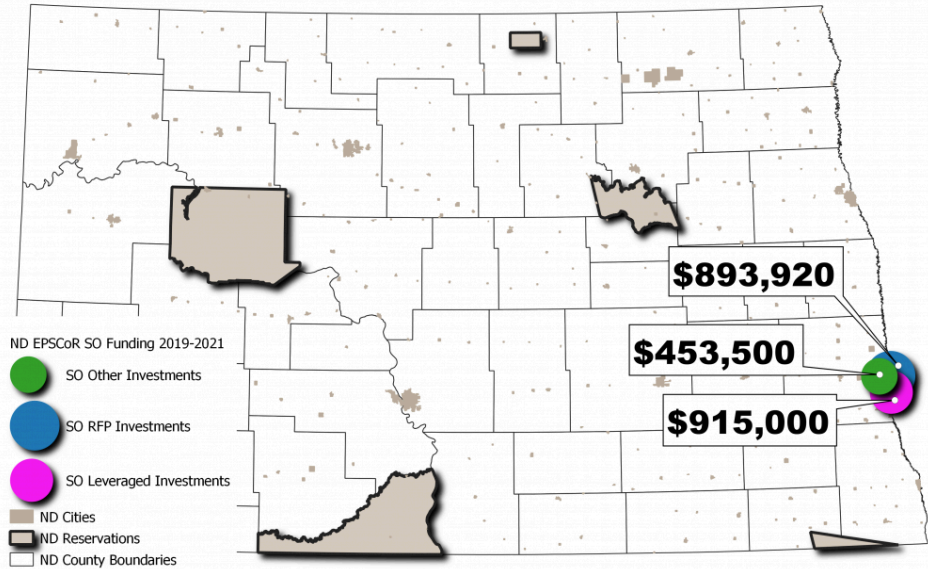 $893,920
$453,500
$915,000
ND EPSCoR SO Funding 2019-2021
SO Other Investments
SO RFP Investments
SO Leveraged Investments
ND Cities
ND Reservations
ND County Boundaries